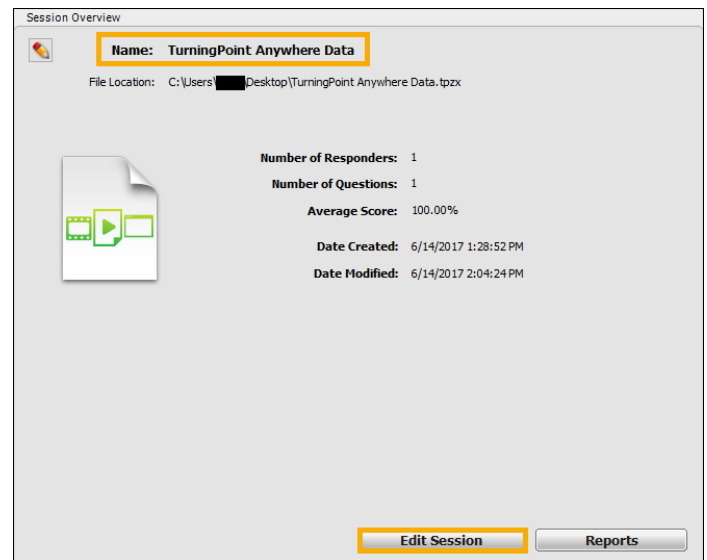 Session Overview
Name: TurningPoint Anywhere Data
File Location: C:\Users\ \Desktop\TurningPoint Anywhere Data.tpzx
Number of Responders: 1
Number of Questions: 1
Average Score: 100.00%
Date Created: 6/14/2017 1:28:52 PM
Date Modified: 6/14/2017 2:04:24 PM
Edit Session Reports